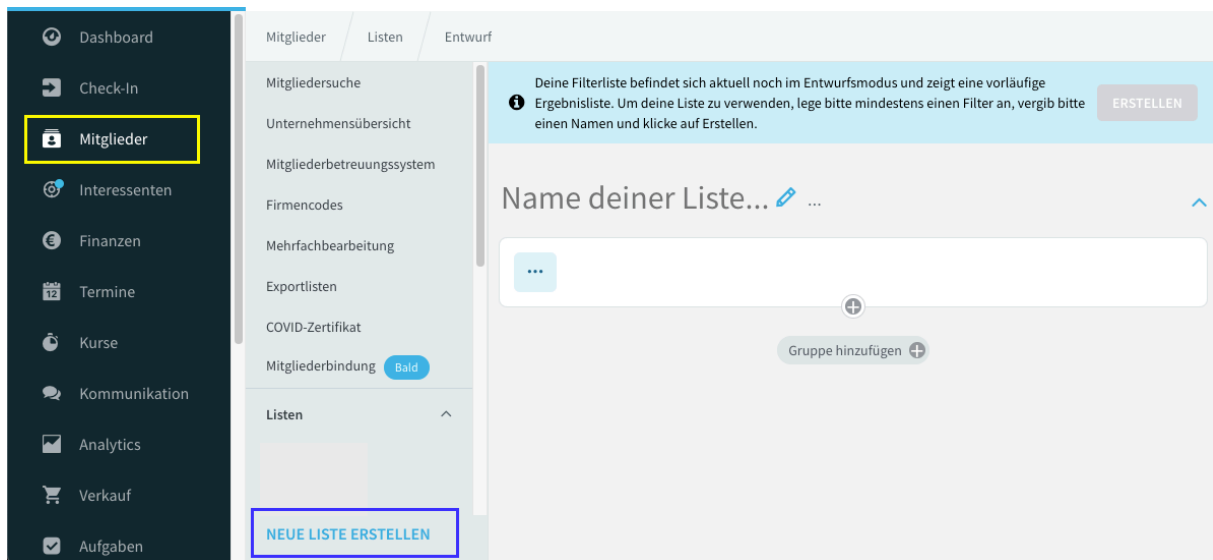 Dashboard
Check-In
Mitglieder
Interessenten
Finanzen
12
Termine
Kurse
Kommunikation
Analytics
Verkauf
Aufgaben
Mitglieder
Listen
Entwurf
Mitgliedersuche
Unternehmensübersicht
Mitgliederbetreuungssystem
Firmencodes
Mehrfachbearbeitung
Exportlisten
COVID-Zertifikat
Mitgliederbindung Bald
Listen
NEUE LISTE ERSTELLEN
Deine Filterliste befindet sich aktuell noch im Entwurfsmodus und zeigt eine vorläufige
Ergebnisliste. Um deine Liste zu verwenden, lege bitte mindestens einen Filter an, vergib bitte
einen Namen und klicke auf Erstellen.
ERSTELLEN
Name deiner Liste... ...
...
Gruppe hinzufügen